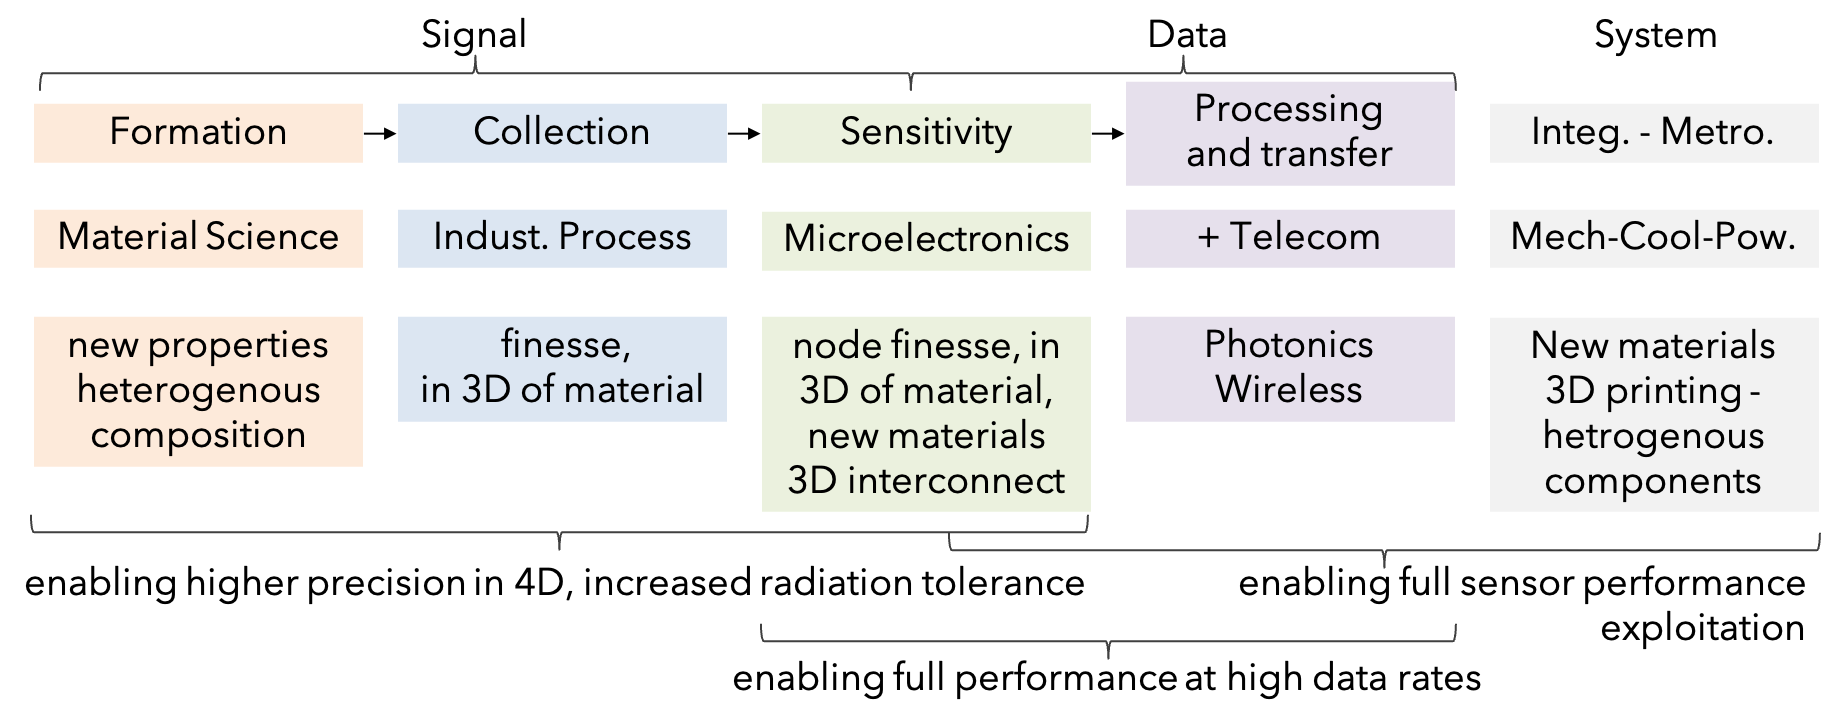 Signal
Data
System
Formation
Collection
Sensitivity
Processing
and transfer
Integ. - Metro.
Material Science
Indust. Process
Microelectronics
+ Telecom
Mech-Cool-Pow.
new properties
heterogenous
composition
finesse,
in 3D of material
node finesse, in
3D of material,
new materials
3D interconnect
Photonics
Wireless
New materials
3D printing -
hetrogenous
components
enabling higher precision in 4D, increased radiation tolerance
enabling full sensor performance
exploitation
enabling full performance at high data rates